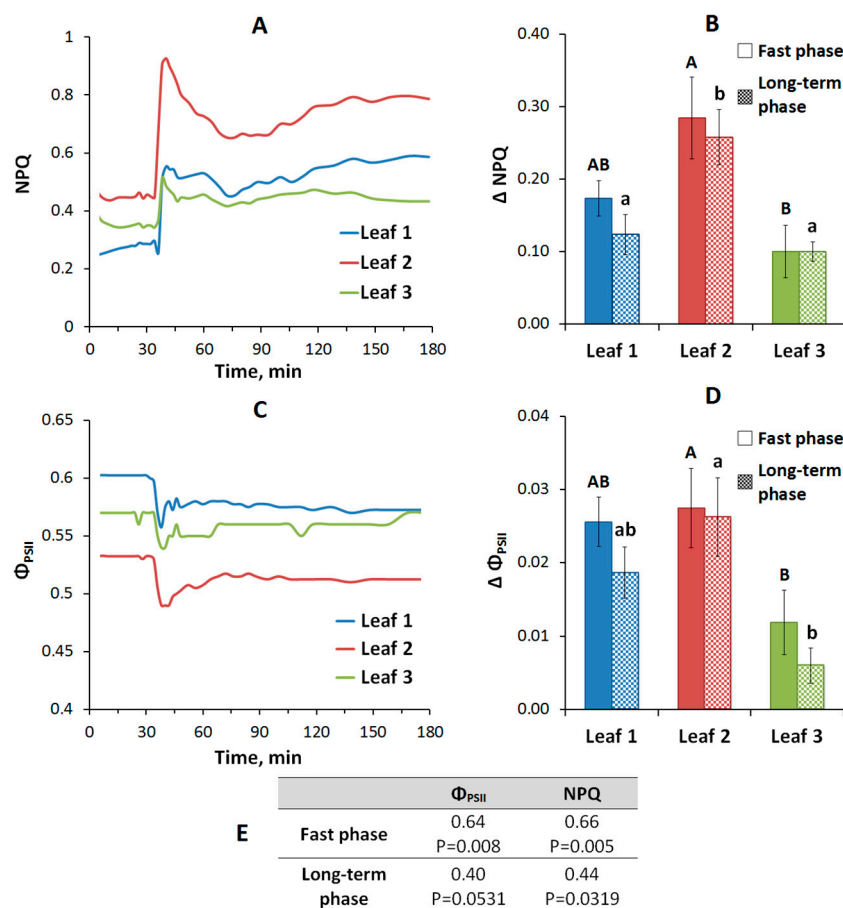 A
1
0.8
0.6
0.4
0.2
0
NPQ
0 30 60 90 120 150 180
Time, min
Leaf 1
Leaf 2
Leaf 3
B
0.40
0.30
0.20
0.10
0.00
Δ NPQ
Fast phase
Long-term
phase
AB
a
A
b
B
a
Leaf 1 Leaf 2 Leaf 3
C
0.65
0.6
0.55
0.5
0.45
0.4
Φ_PSII
0 30 60 90 120 150 180
Time, min
Leaf 1
Leaf 2
Leaf 3
D
0.04
0.03
0.02
0.01
0.00
Δ Φ_PSII
Fast phase
Long-term
phase
AB
ab
A
a
B
b
Leaf 1 Leaf 2 Leaf 3
E
Φ_PSII NPQ
Fast phase
0.64 0.66
P=0.008 P=0.005
Long-term
phase
0.40 0.44
P=0.0531 P=0.0319